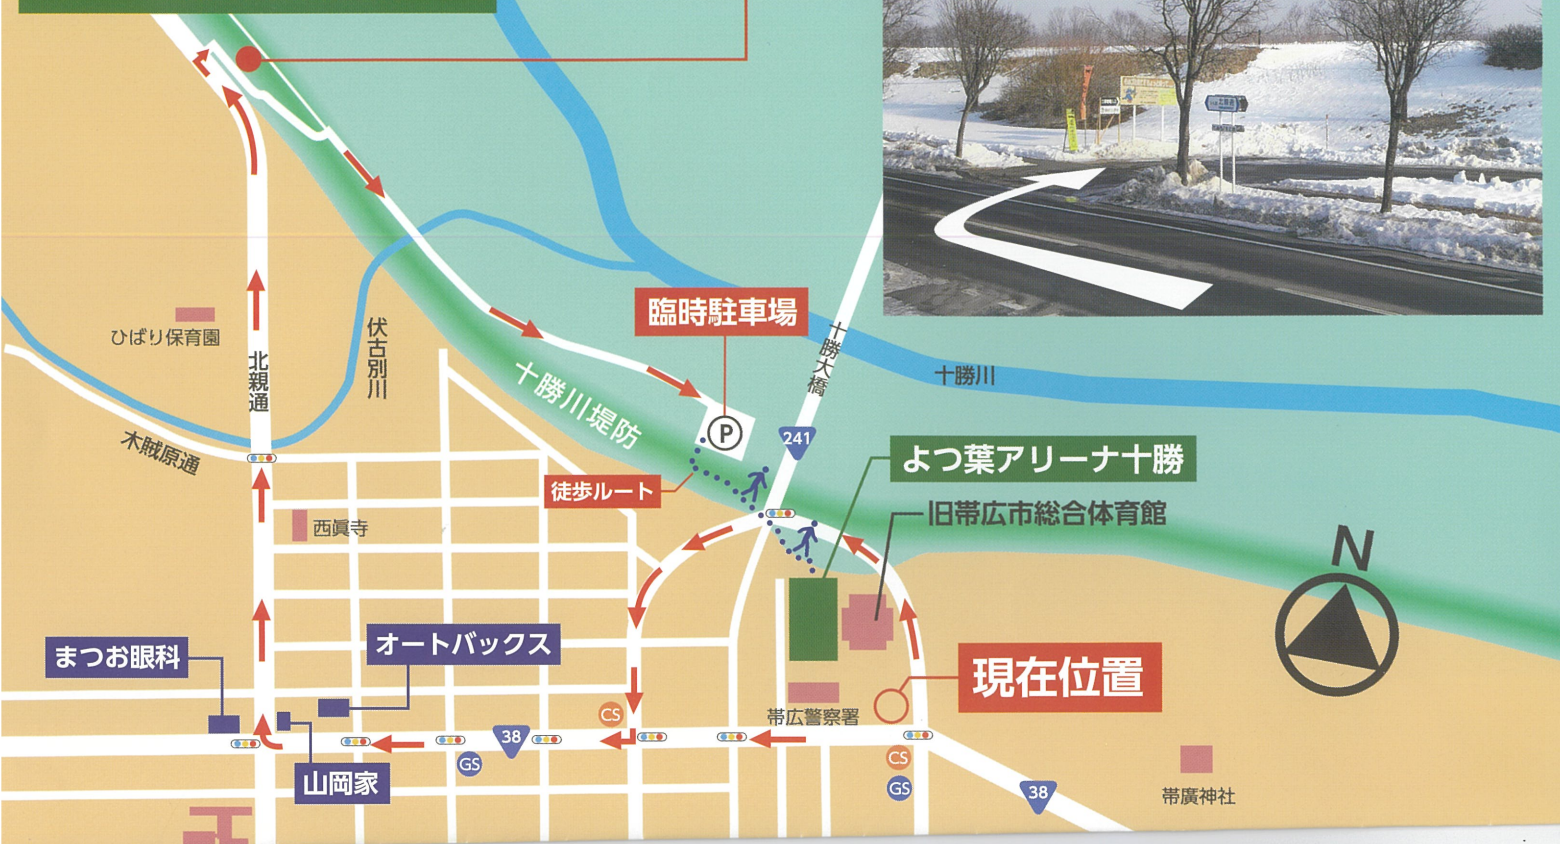 臨時駐車場
十勝大橋
十勝川
ひばり保育園
北親通
伏古別川
木賊原通
十勝川堤防
P
241
よつ葉アリーナ十勝
旧帯広市総合体育館
徒歩ルート
西眞寺
N
まつお眼科
オートバックス
現在位置
帯広警察署
CS
38
GS
CS
GS
山岡家
38
帯廣神社